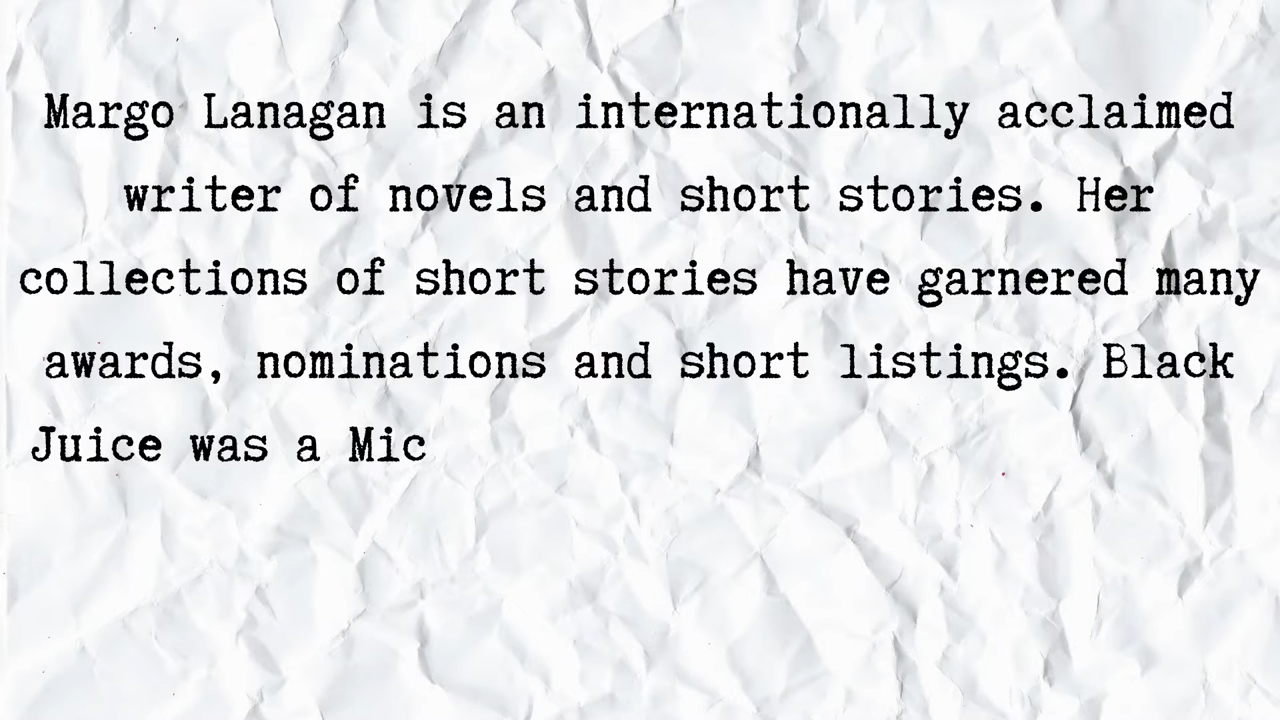 Margo Lanagan is an internationally acclaimed
writer of novels and short stories. Her
collections of short stories have garnered many
awards, nominations and short listings. Black
Juice was a Mic